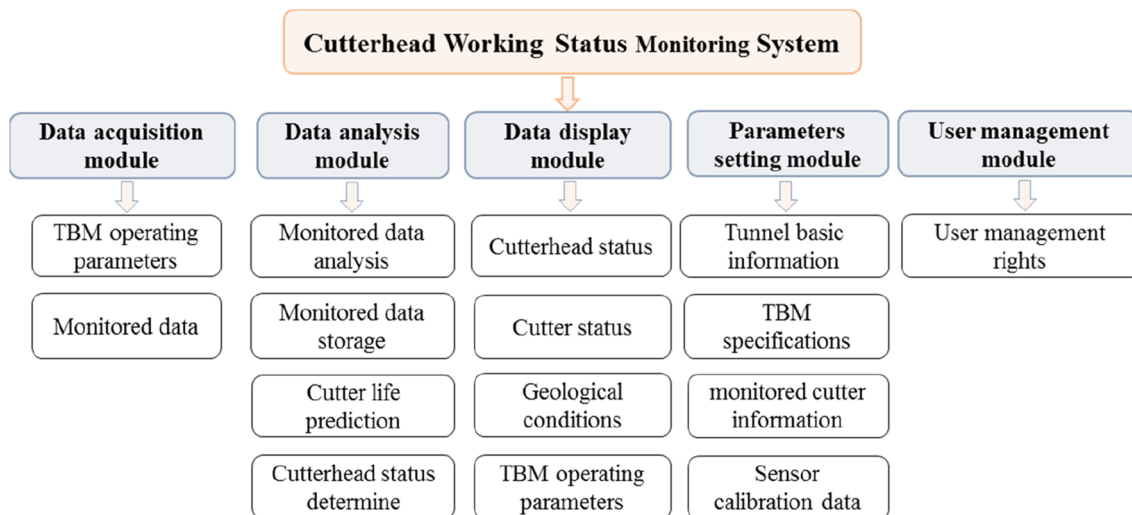 Cutterhead Working Status Monitoring System
Data acquisition
module
Data analysis
module
Data display
module
Parameters
setting module
User management
module
TBM operating
parameters
Monitored data
Monitored data
analysis
Monitored data
storage
Cutter life
prediction
Cutterhead status
determine
Cutterhead status
Cutter status
Geological
conditions
TBM operating
parameters
Tunnel basic
information
TBM
specifications
monitored cutter
information
Sensor
calibration data
User management
rights